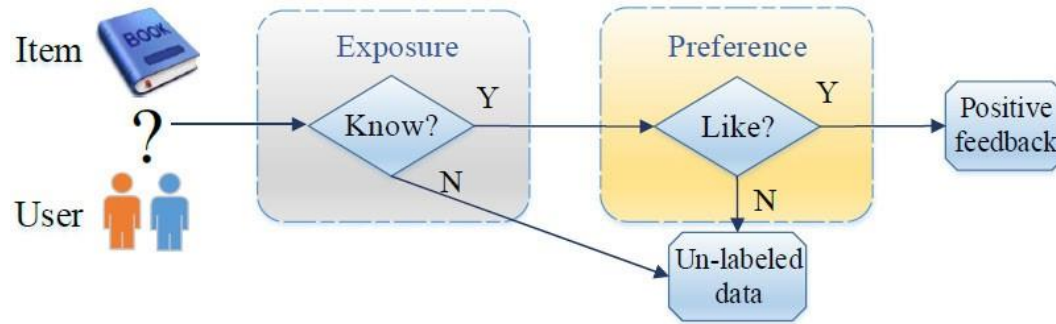 Item
BOOK
?
User
Exposure
Know?
Y
N
Preference
Like?
Y
N
Positive
feedback
Un-labeled
data